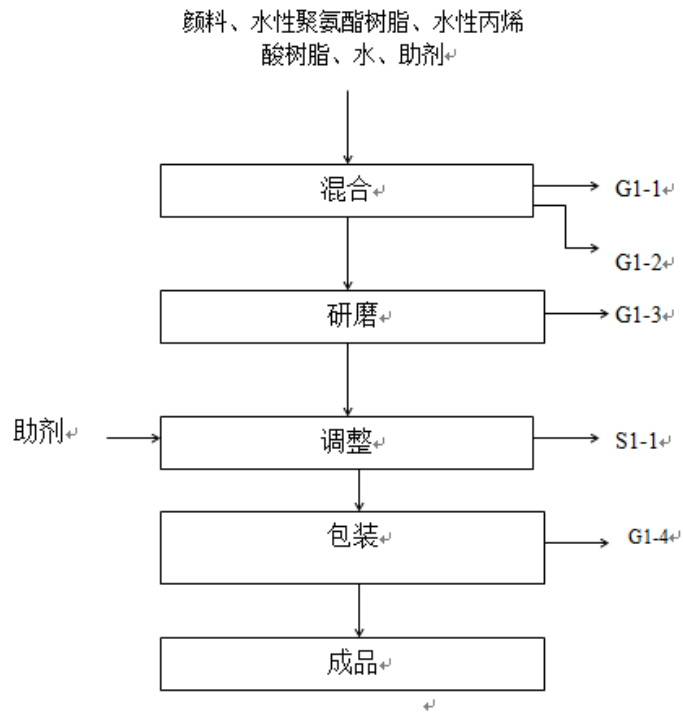 颜料、水性聚氨酯树脂、水性丙烯
酸树脂、水、助剂↵
混合↵
G1-1↵
G1-2↵
研磨↵
G1-3↵
助剂↵
调整↵
S1-1↵
包装↵
G1-4↵
成品↵
↵